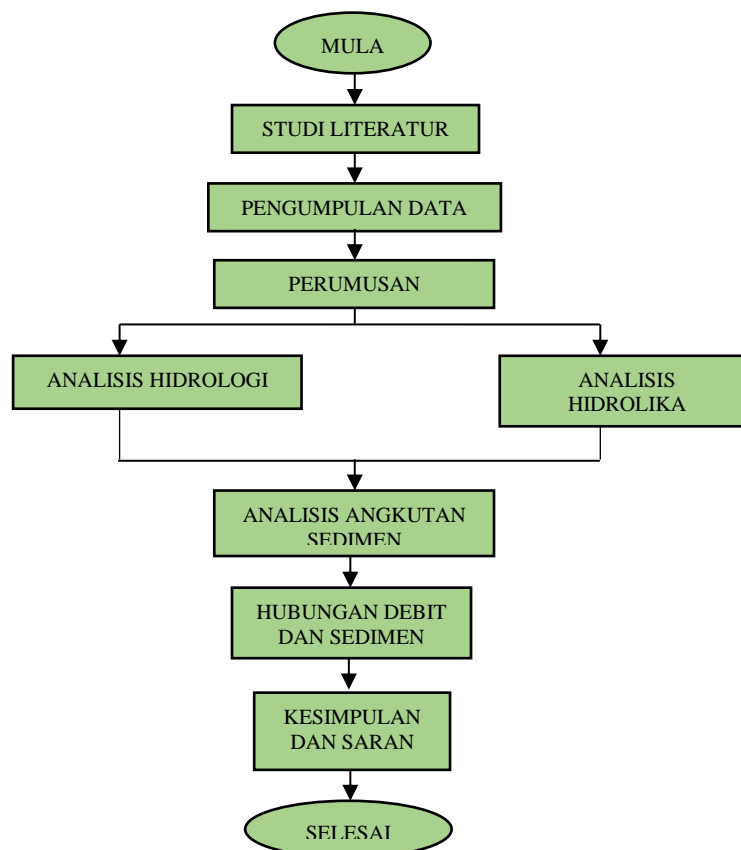 MULA
STUDI LITERATUR
PENGUMPULAN DATA
PERUMUSAN
ANALISIS HIDROLOGI
ANALISIS
HIDROLIKA
ANALISIS ANGKUTAN
SEDIMEN
HUBUNGAN DEBIT
DAN SEDIMEN
KESIMPULAN
DAN SARAN
SELESAI